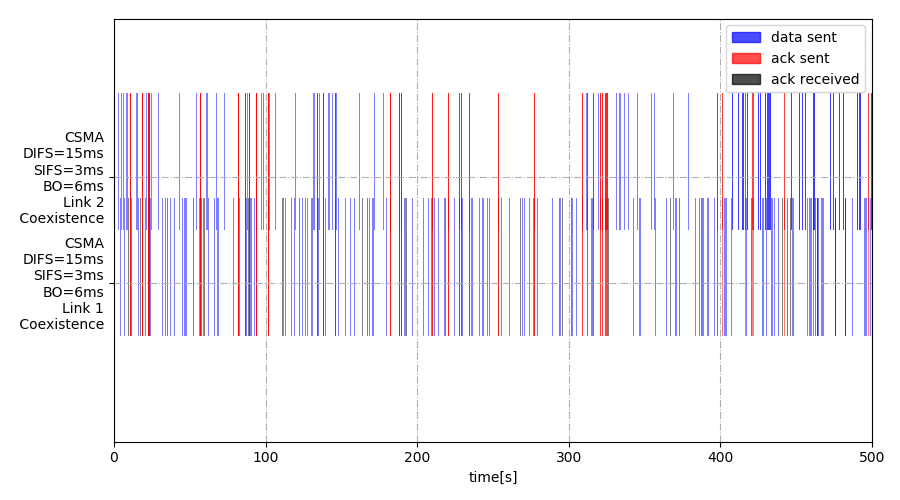 data sent
ack sent
ack received
CSMA
DIFS=15ms
SIFS=3ms
BO=6ms
Link 2
Coexistence
CSMA
DIFS=15ms
SIFS=3ms
BO=6ms
Link 1
Coexistence
0 100 200 300 400 500
time[s]